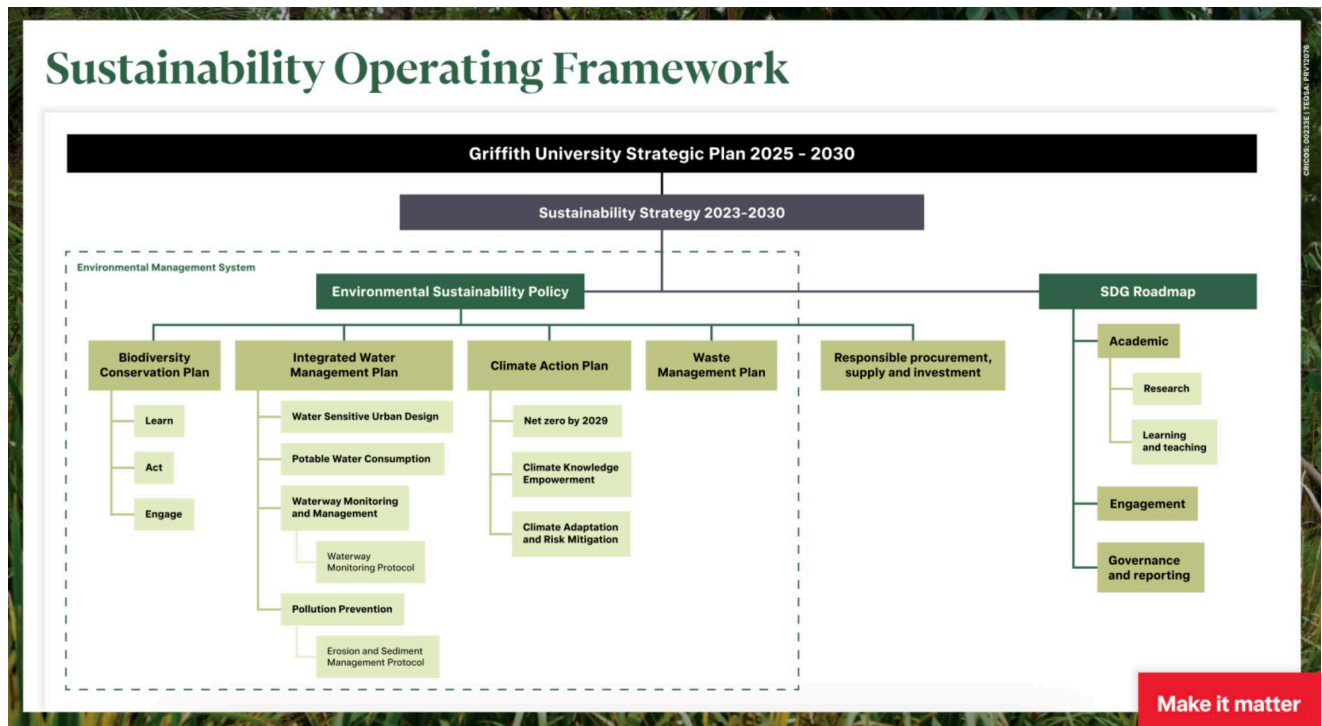 Sustainability Operating Framework
CRICOS: 00233E | TEQSA: PRV12076
Griffith University Strategic Plan 2025 - 2030
Sustainability Strategy 2023-2030
Environmental Management System
Environmental Sustainability Policy
SDG Roadmap
Biodiversity
Conservation Plan
Learn
Act
Engage
Integrated Water
Management Plan
Water Sensitive Urban Design
Potable Water Consumption
Waterway Monitoring
and Management
Waterway
Monitoring Protocol
Pollution Prevention
Erosion and Sediment
Management Protocol
Climate Action Plan
Net zero by 2029
Climate Knowledge
Empowerment
Climate Adaptation
and Risk Mitigation
Waste
Management Plan
Responsible procurement,
supply and investment
Academic
Research
Learning
and teaching
Engagement
Governance
and reporting
Make it matter